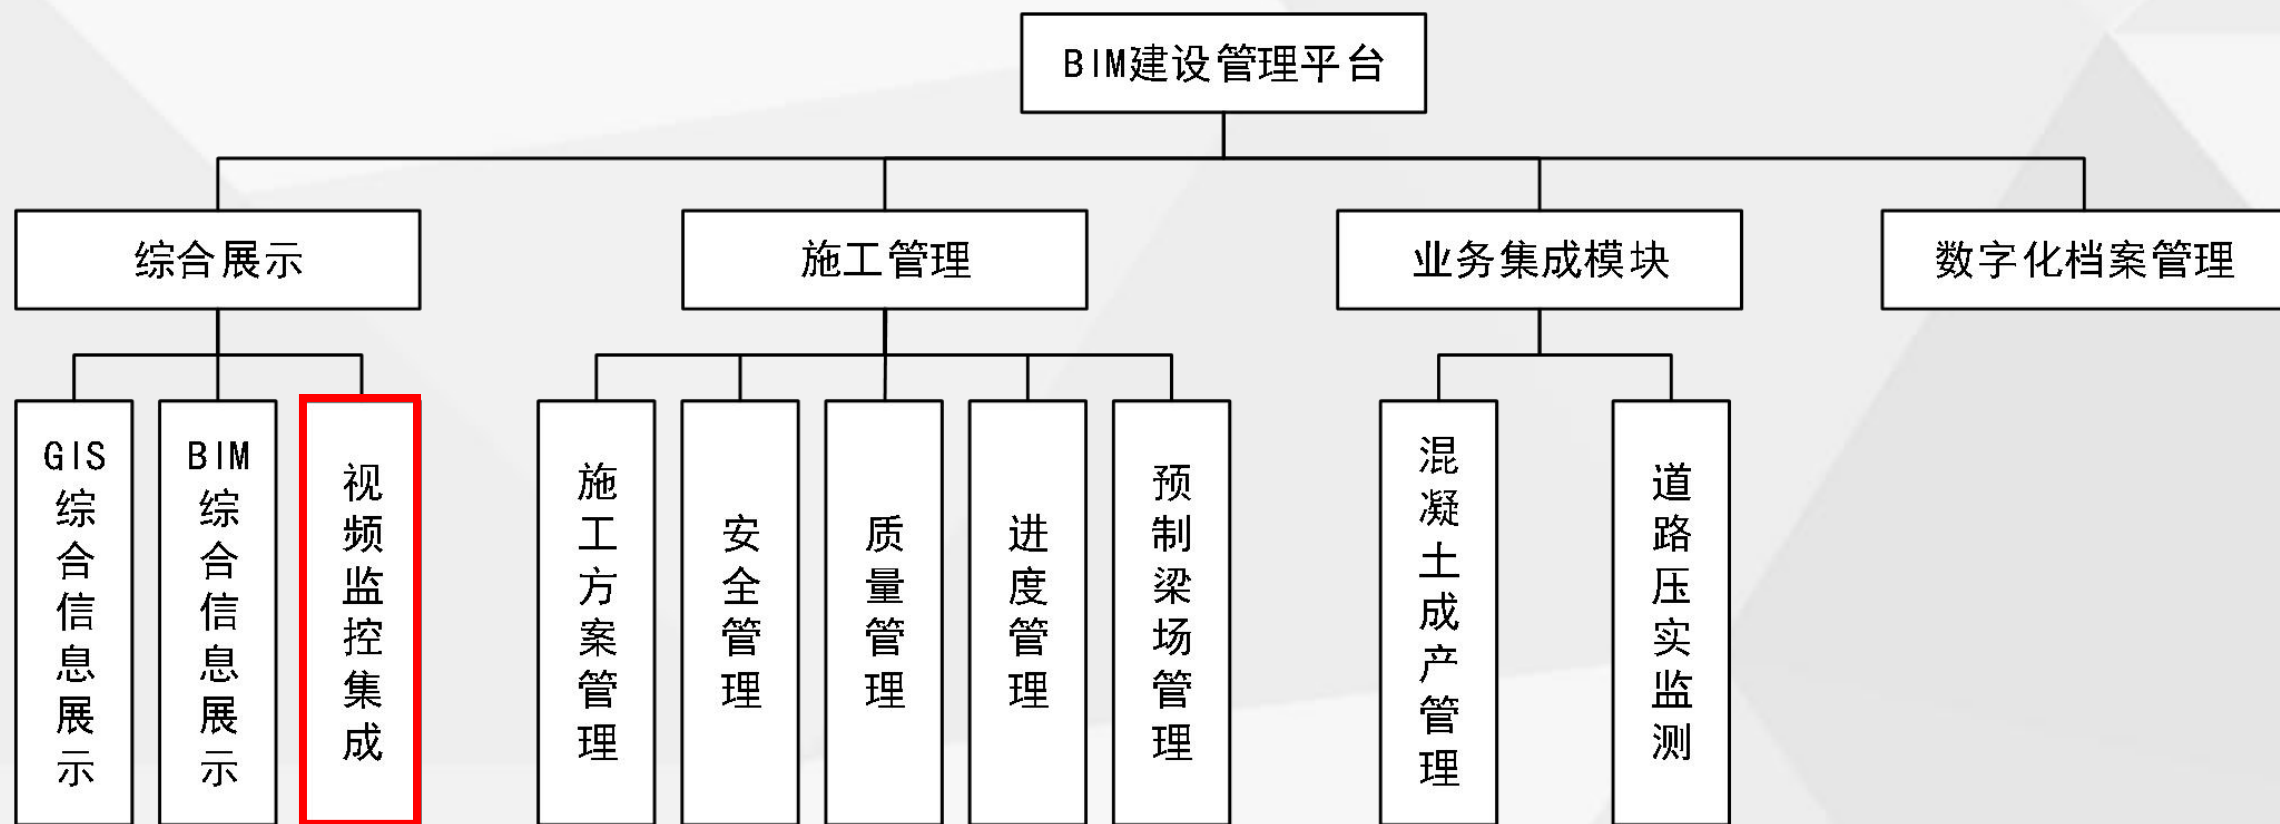 BIM建设管理平台
综合展示
施工管理
业务集成模块
数字化档案管理
GIS综合信息展示
BIM综合信息展示
视频监控集成
施工方案管理
安全管理
质量管理
进度管理
预制梁场管理
混凝土成产管理
道路压实监测